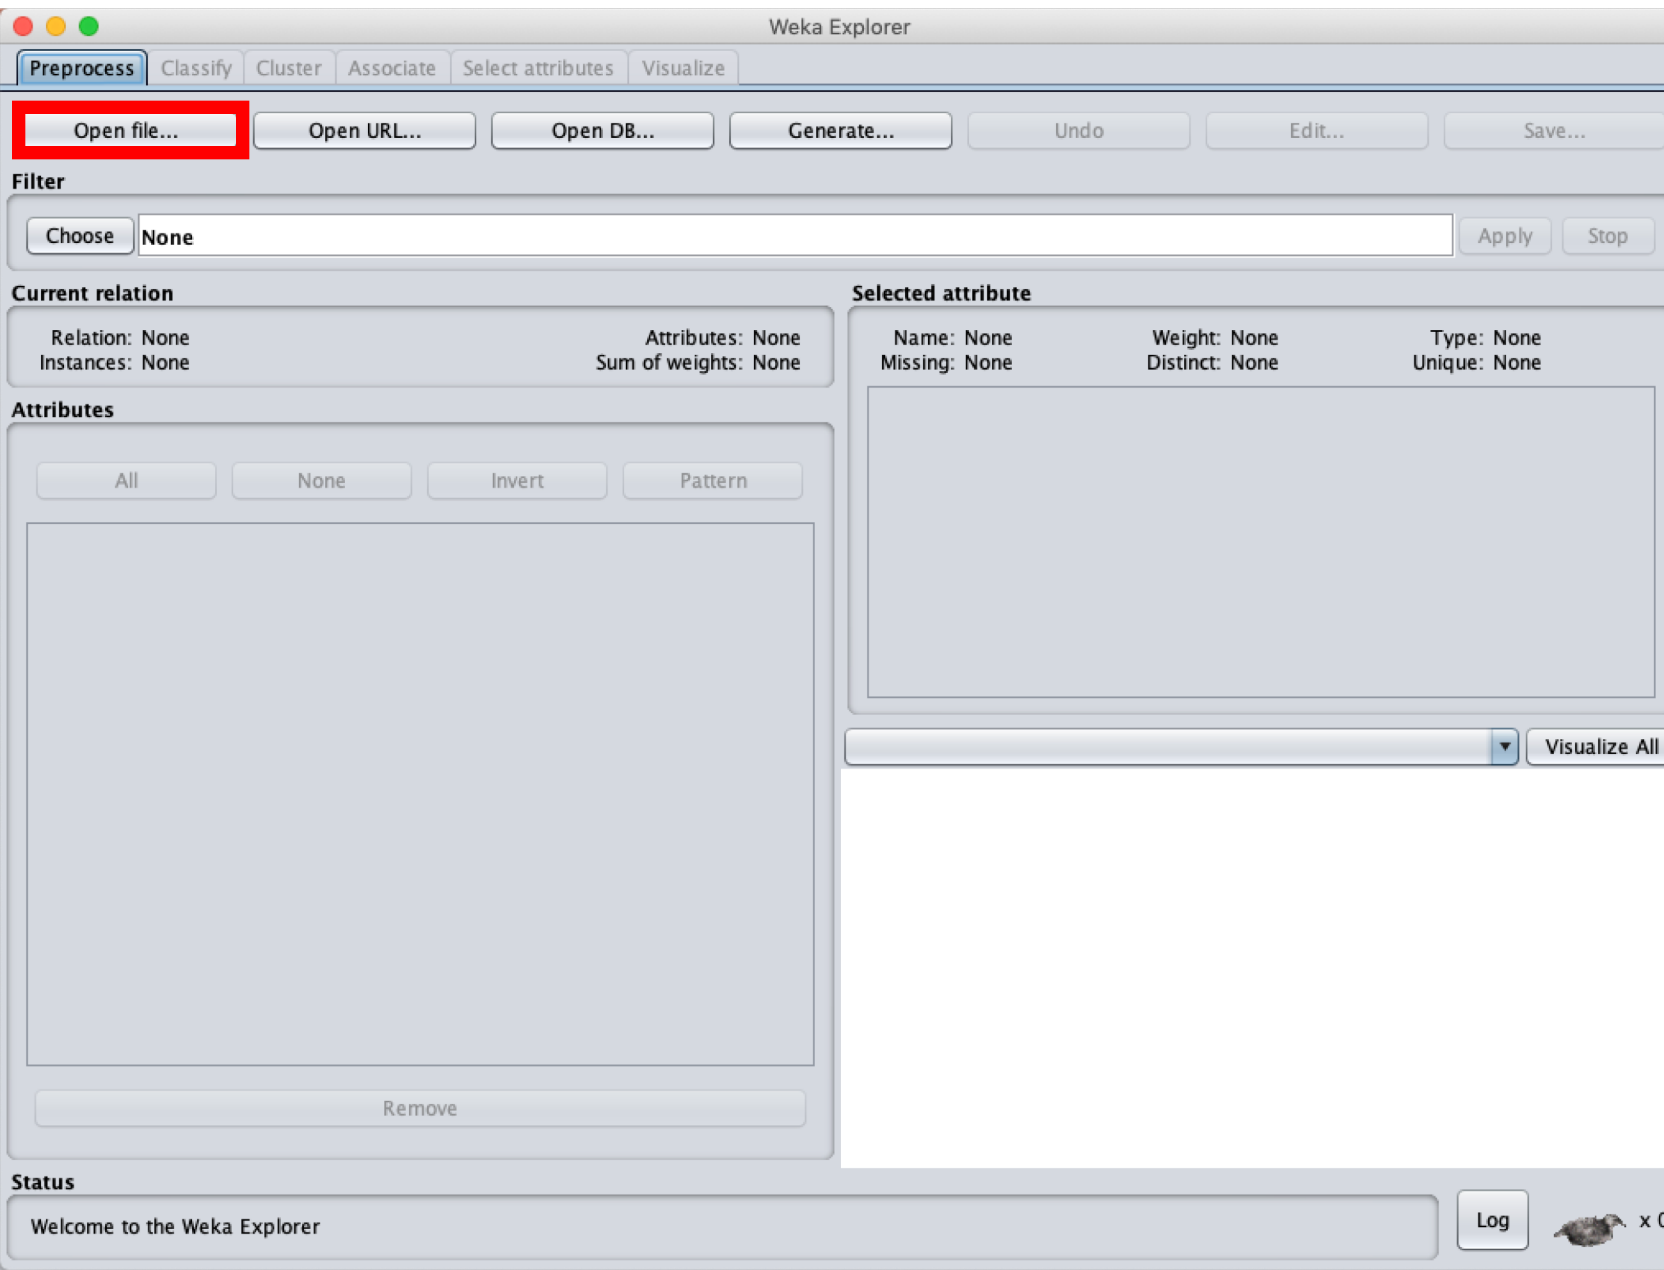 Weka Explorer
Preprocess Classify Cluster Associate Select attributes Visualize
Open file... Open URL... Open DB... Generate... Undo Edit... Save...
Filter
Choose None Apply Stop
Current relation
Relation: None Attributes: None
Instances: None Sum of weights: None
Selected attribute
Name: None Weight: None Type: None
Missing: None Distinct: None Unique: None
Attributes
All None Invert Pattern
Remove
Visualize All
Status
Welcome to the Weka Explorer
Log x 0